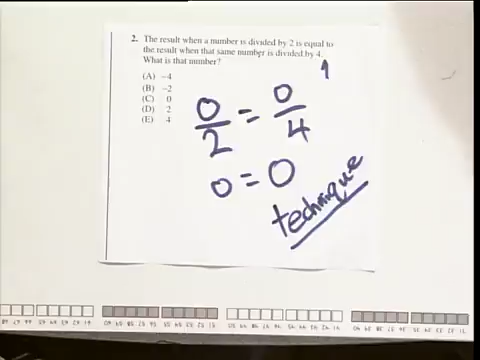 2. The result when a number is divided by 2 is equal to
the result when that same number is divided by 4.
What is that number?
(A) −4
(B) −2
(C) 0
(D) 2
(E) 4
0/2 = 0/4
0 = 0
technique